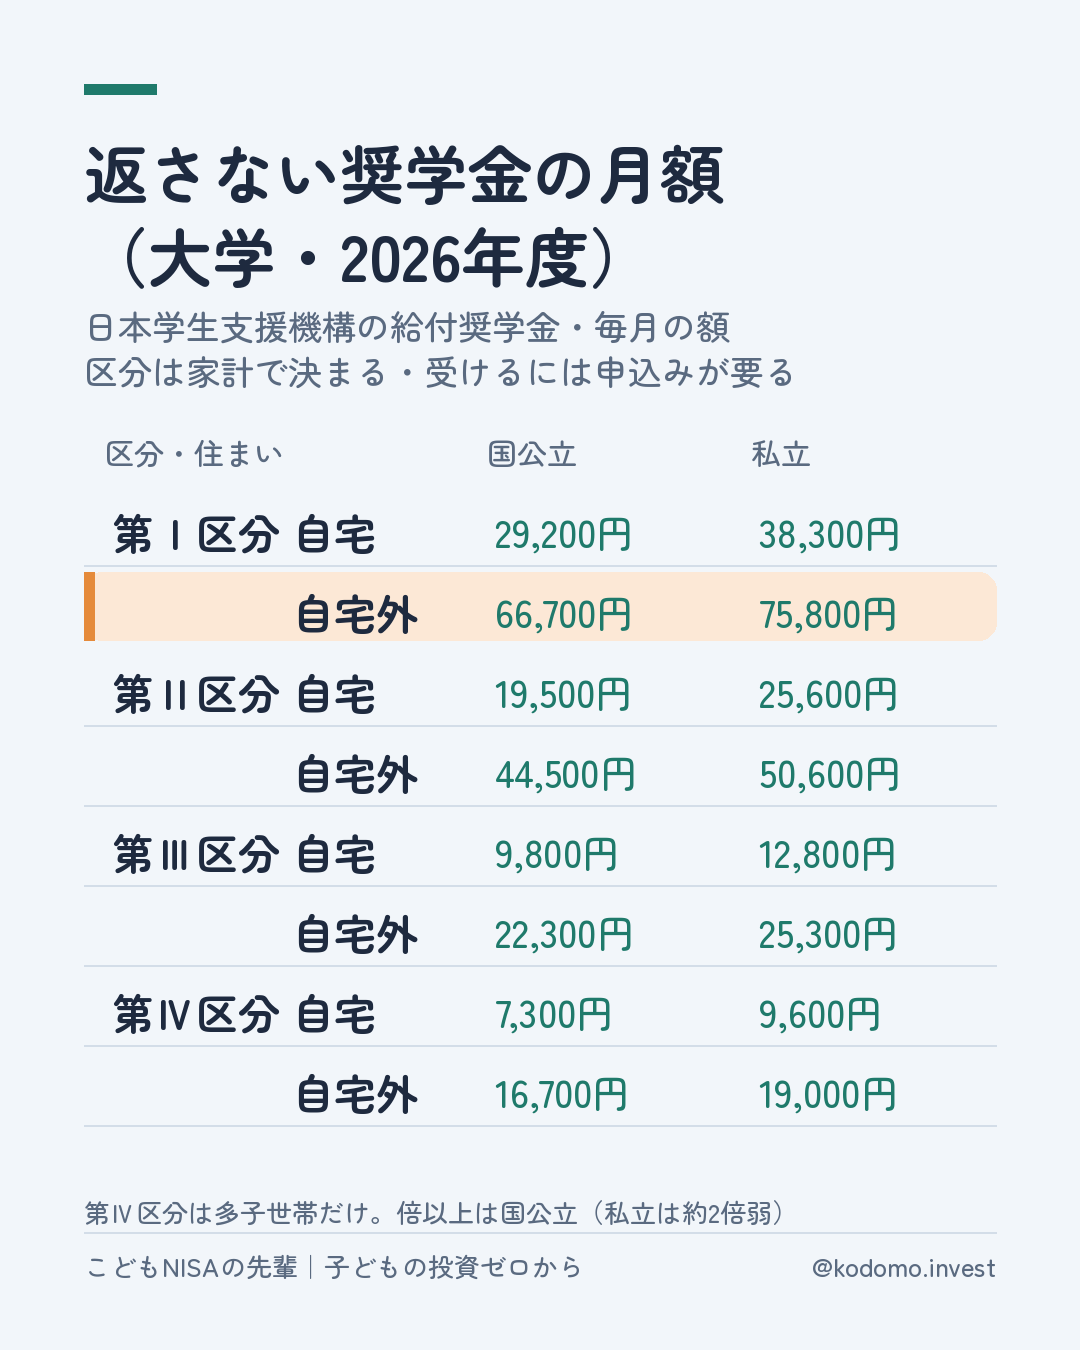 返さない奨学金の月額
（大学・2026年度）
日本学生支援機構の給付奨学金・毎月の額
区分は家計で決まる・受けるには申込みが要る
区分・住まい 国公立 私立
第Ⅰ区分 自宅 29,200円 38,300円
自宅外 66,700円 75,800円
第Ⅱ区分 自宅 19,500円 25,600円
自宅外 44,500円 50,600円
第Ⅲ区分 自宅 9,800円 12,800円
自宅外 22,300円 25,300円
第Ⅳ区分 自宅 7,300円 9,600円
自宅外 16,700円 19,000円
第Ⅳ区分は多子世帯だけ。倍以上は国公立（私立は約2倍弱）
こどもNISAの先輩｜子どもの投資ゼロから @kodomo.invest